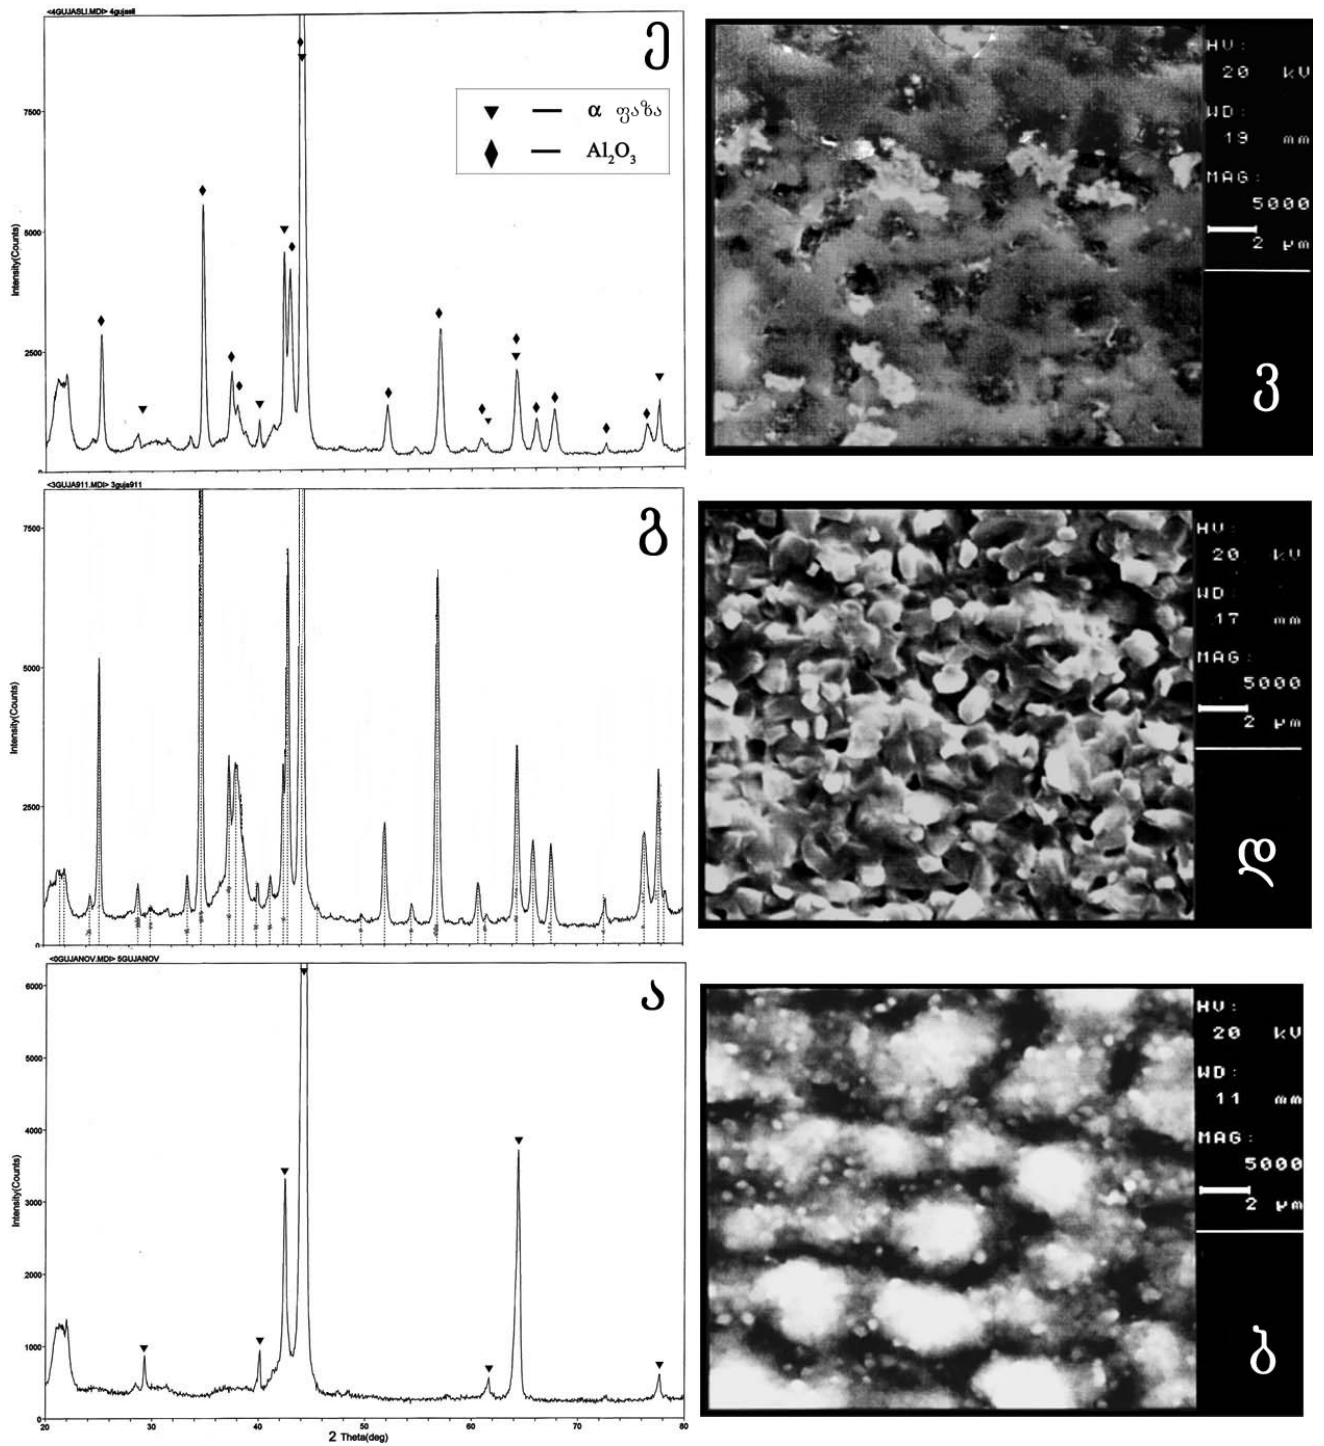 <4GUJASLI.MDI> 4gujasli
ე
7500
5000
2500
0
Intensity(Counts)
▼ — α ფაზა
♦ — Al₂O₃
HV:
20 kV
WD:
19 mm
MAG:
5000
2 μm
ვ
<3GUJA911.MDI> 3guja911
გ
7500
5000
2500
0
Intensity(Counts)
HV:
20 kV
WD:
17 mm
MAG:
5000
2 μm
დ
<0GUJANOV.MDI> 5GUJANOV
ა
6000
5000
4000
3000
2000
1000
0
Intensity(Counts)
20 30 40 50 60 70 80
2 Theta(deg)
HV:
20 kV
WD:
11 mm
MAG:
5000
2 μm
ბ